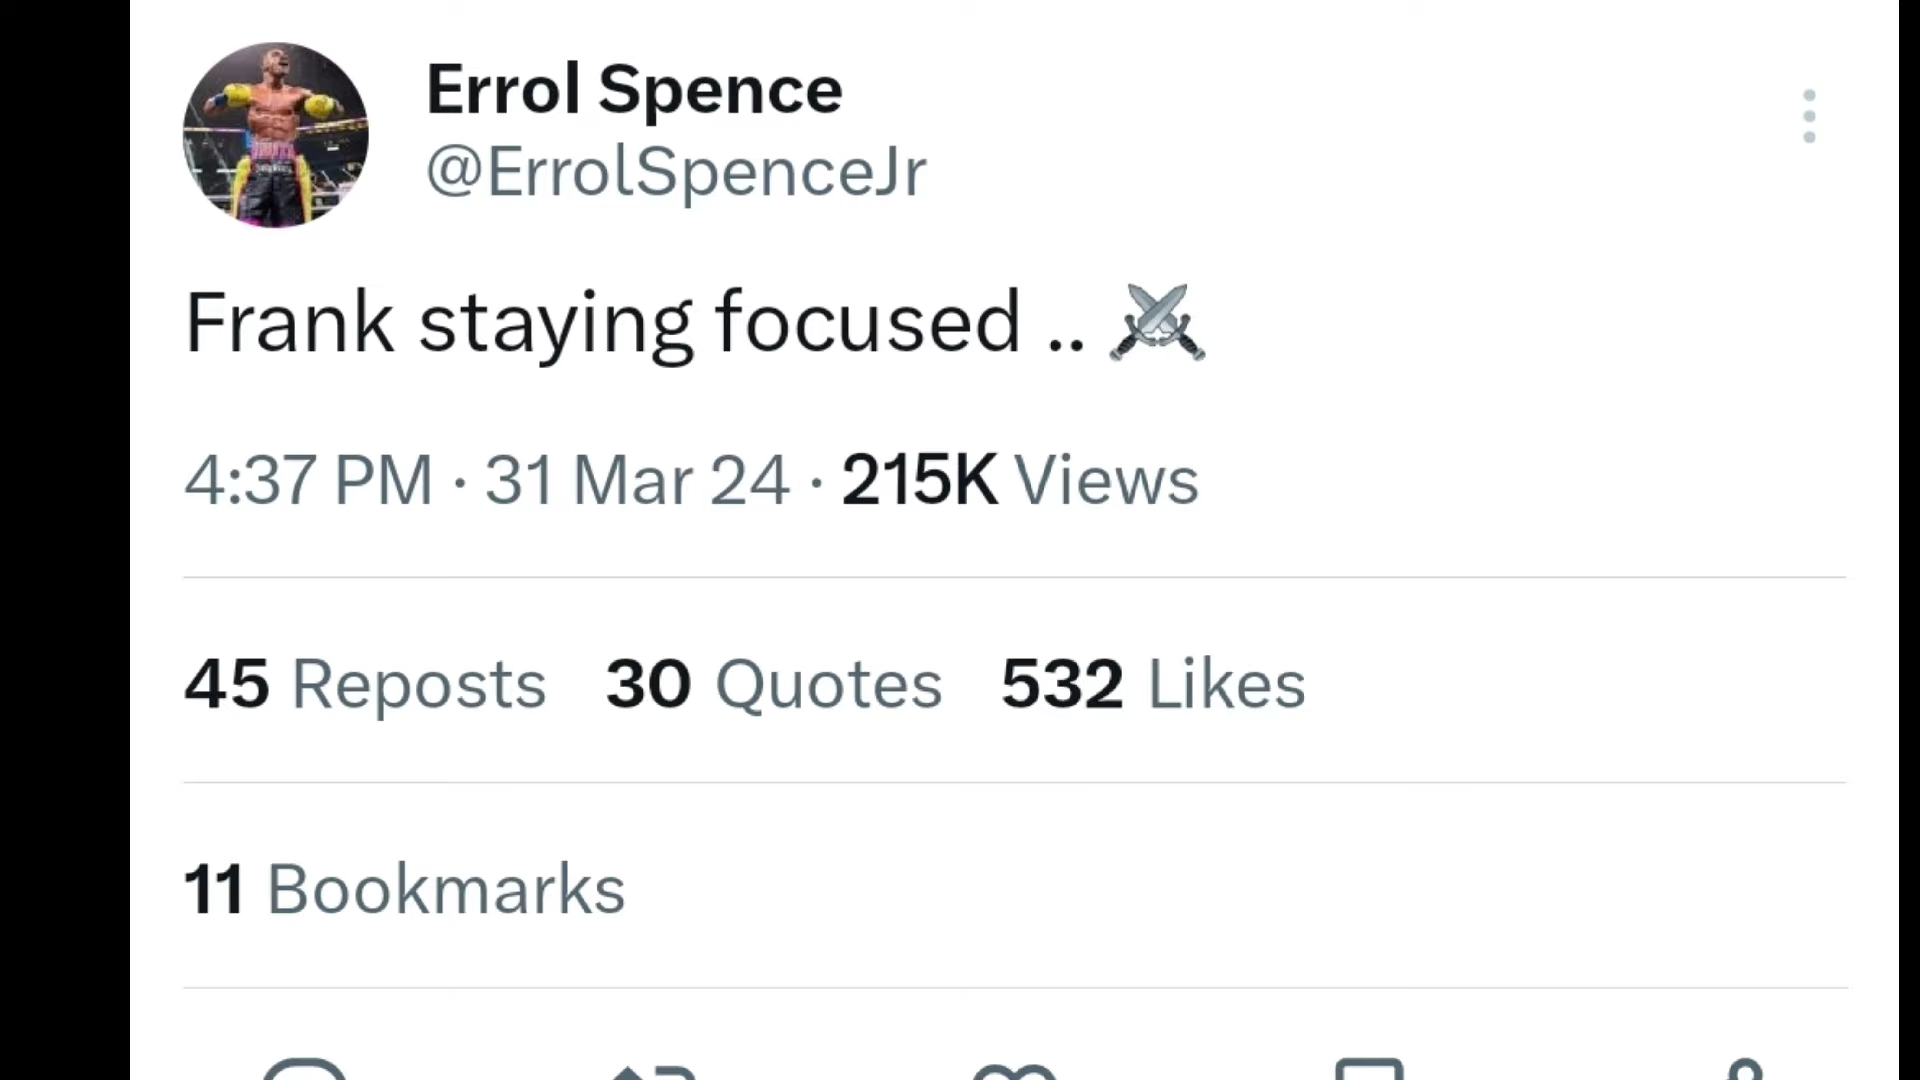 Errol Spence
@ErrolSpenceJr
Frank staying focused .. ⚔️
4:37 PM · 31 Mar 24 · 215K Views
45 Reposts 30 Quotes 532 Likes
11 Bookmarks